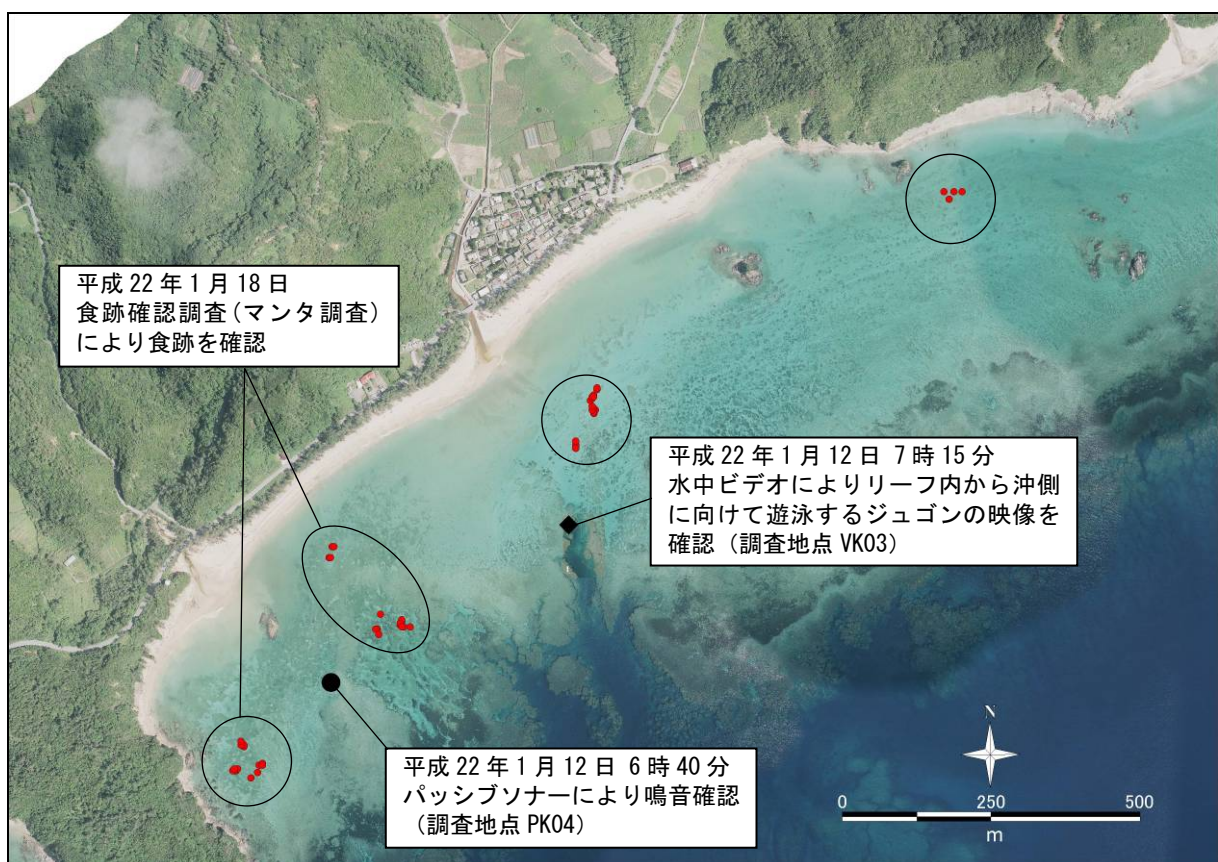 平成 22 年 1 月 18 日
食跡確認調査（マンタ調査）
により食跡を確認
平成 22 年 1 月 12 日 7 時 15 分
水中ビデオによりリーフ内から沖側
に向けて遊泳するジュゴンの映像を
確認（調査地点 VK03）
平成 22 年 1 月 12 日 6 時 40 分
パッシブソナーにより鳴音確認
（調査地点 PK04）
N
0 250 500
m